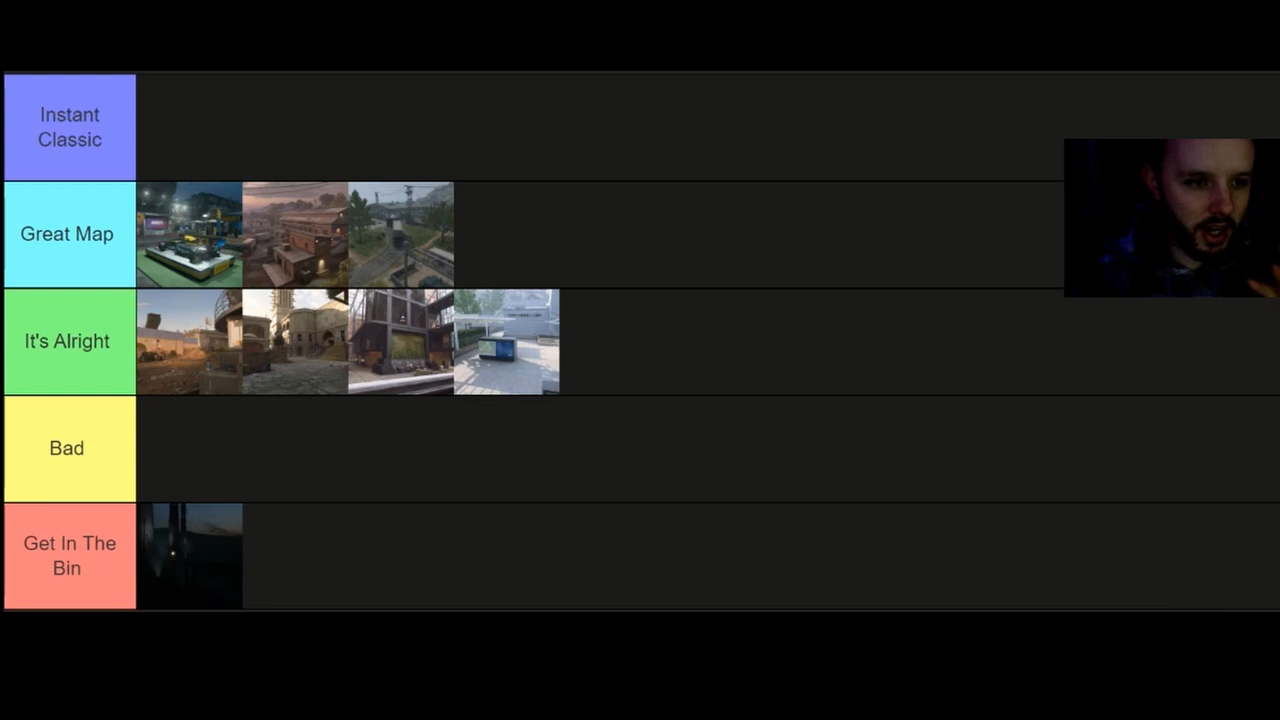 Instant
Classic
Great Map
It's Alright
Bad
Get In The
Bin